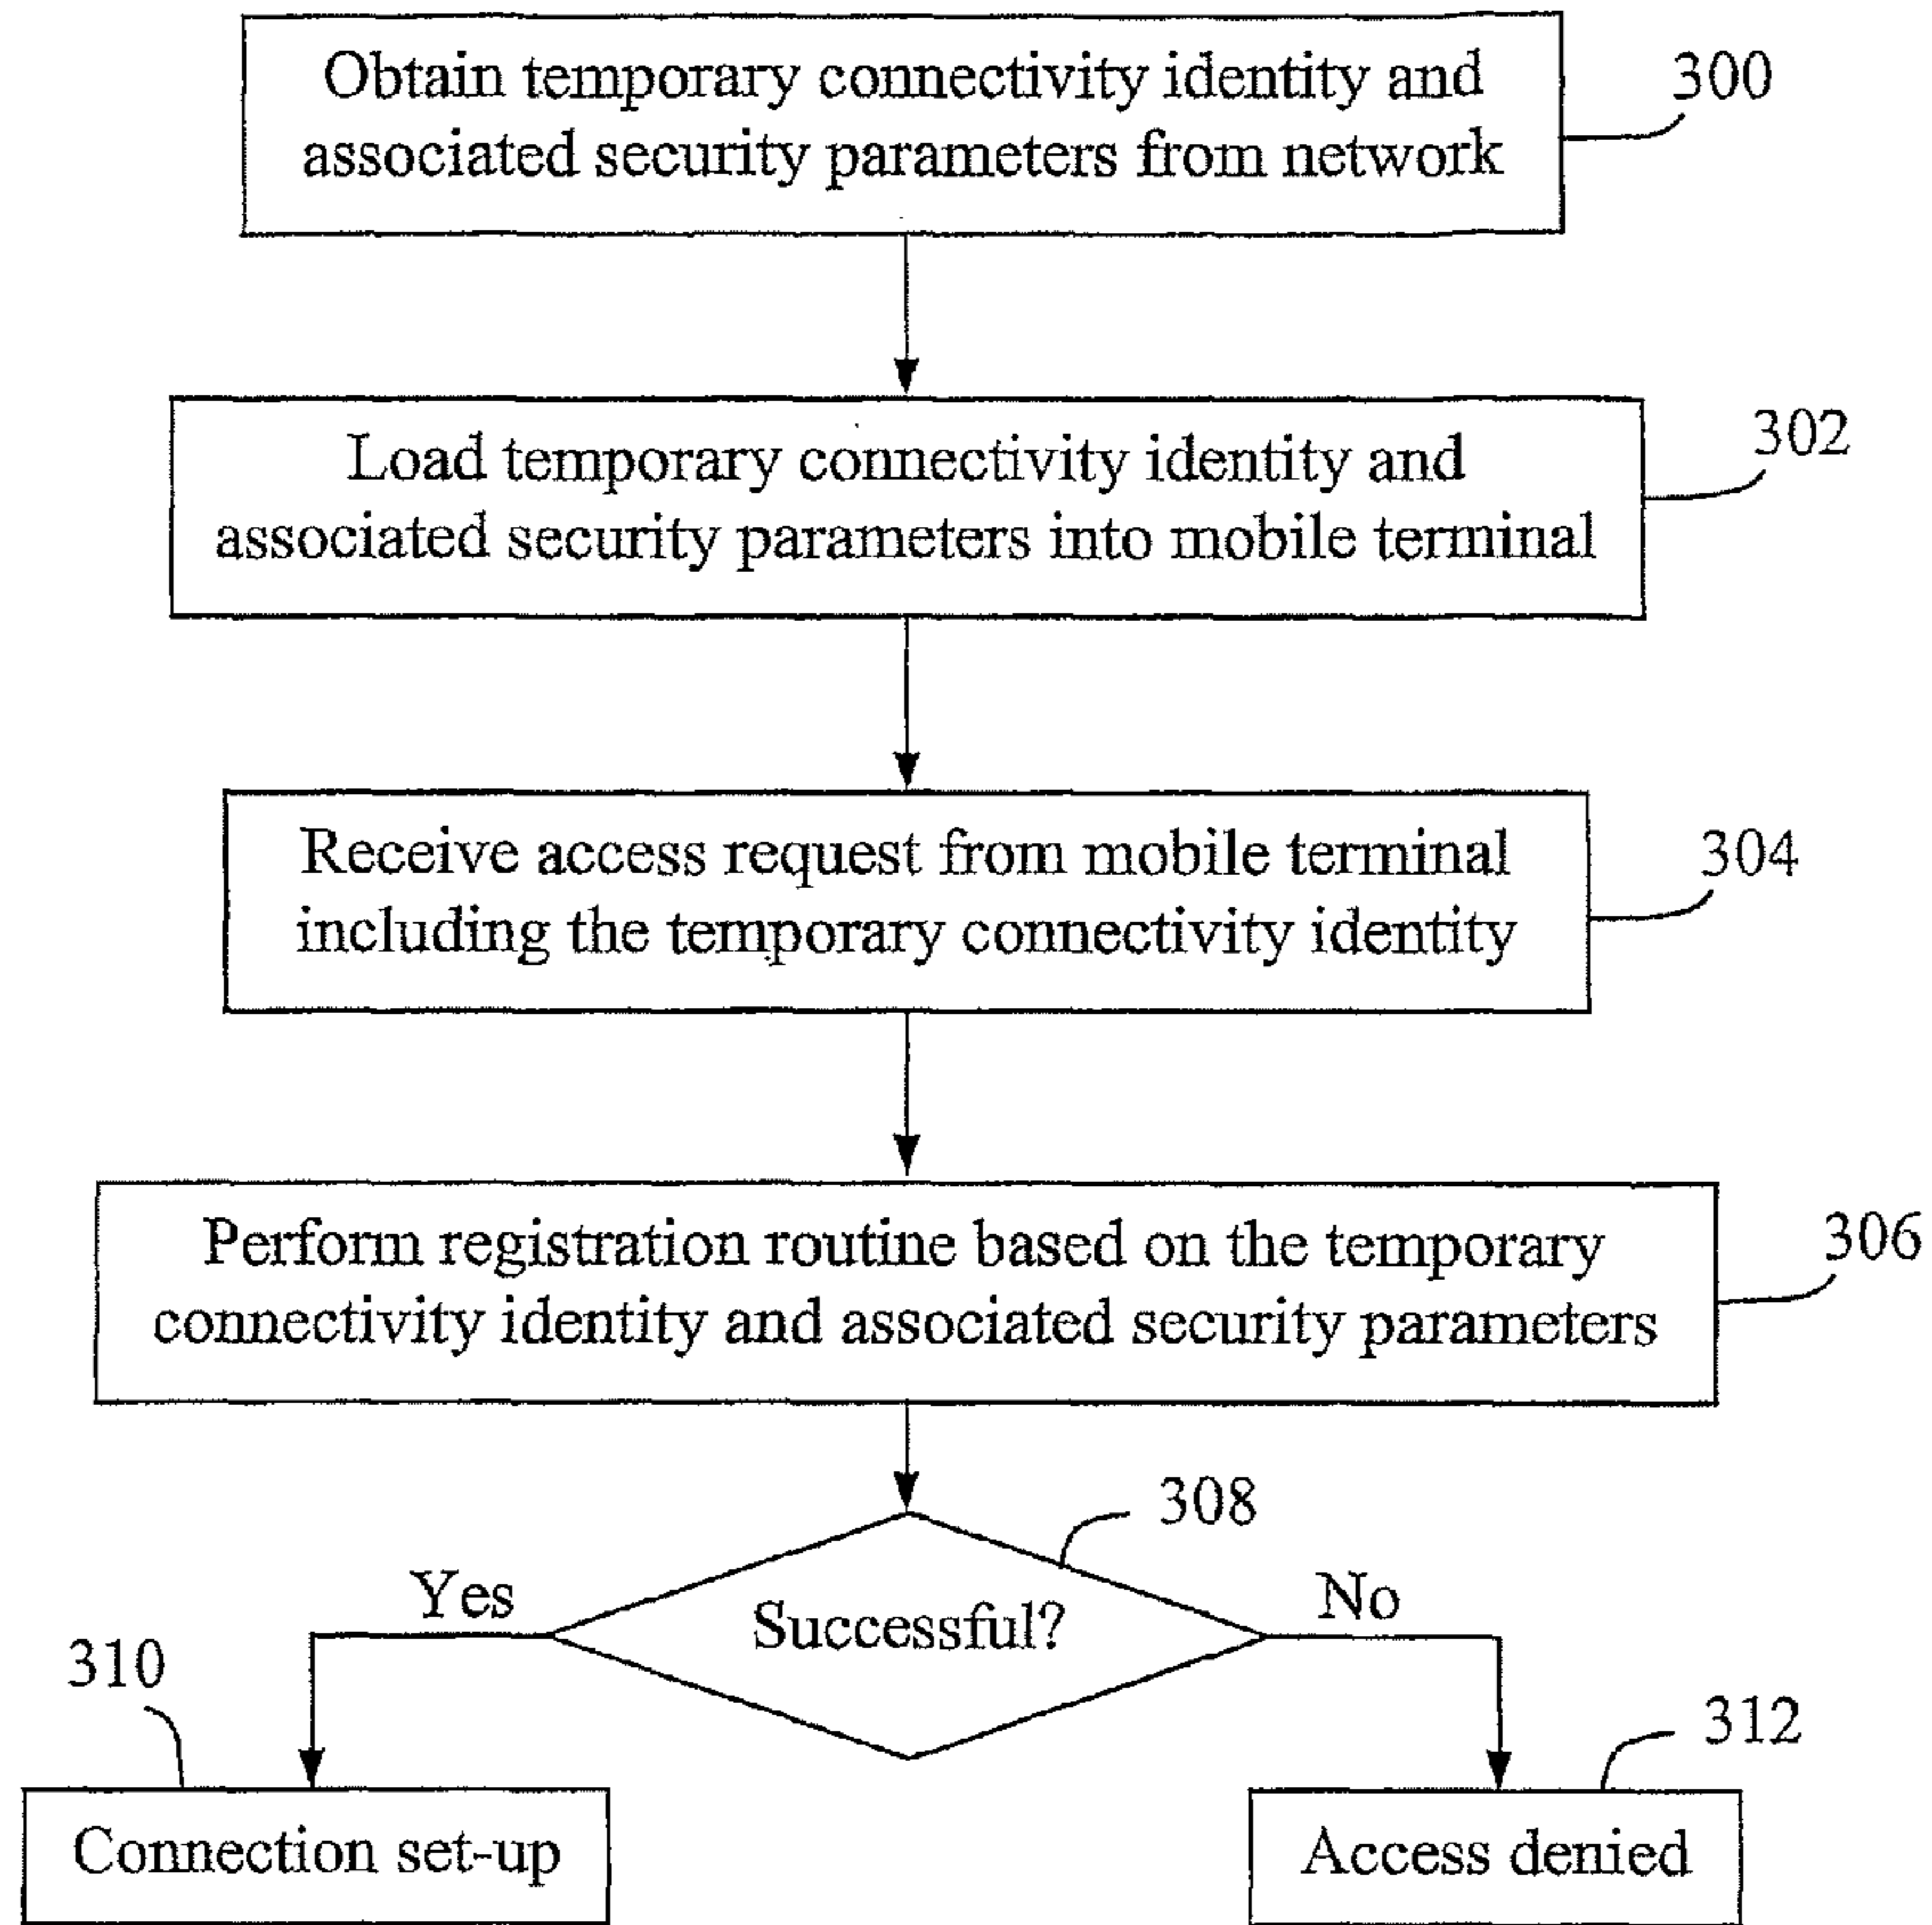 Obtain temporary connectivity identity and
associated security parameters from network
300
Load temporary connectivity identity and
associated security parameters into mobile terminal
302
Receive access request from mobile terminal
including the temporary connectivity identity
304
Perform registration routine based on the temporary
connectivity identity and associated security parameters
306
308
Successful?
Yes
No
310
312
Connection set-up
Access denied